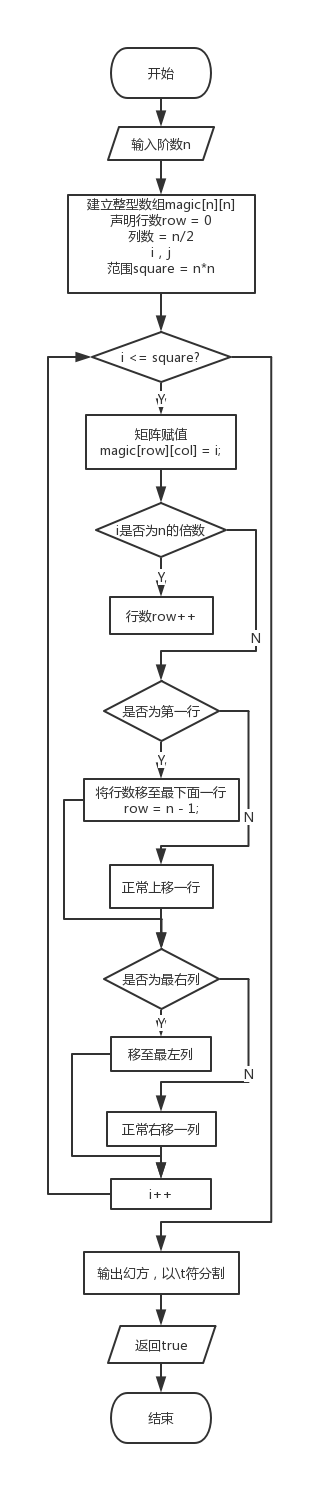 开始
输入阶数n
建立整型数组magic[n][n]
声明行数row = 0
列数 = n/2
i , j
范围square = n*n
i <= square?
Y
矩阵赋值
magic[row][col] = i;
i是否为n的倍数
Y
行数row++
N
是否为第一行
Y
将行数移至最下面一行
row = n - 1;
N
正常上移一行
是否为最右列
Y
移至最左列
N
正常右移一列
i++
输出幻方，以\t符分割
返回true
结束